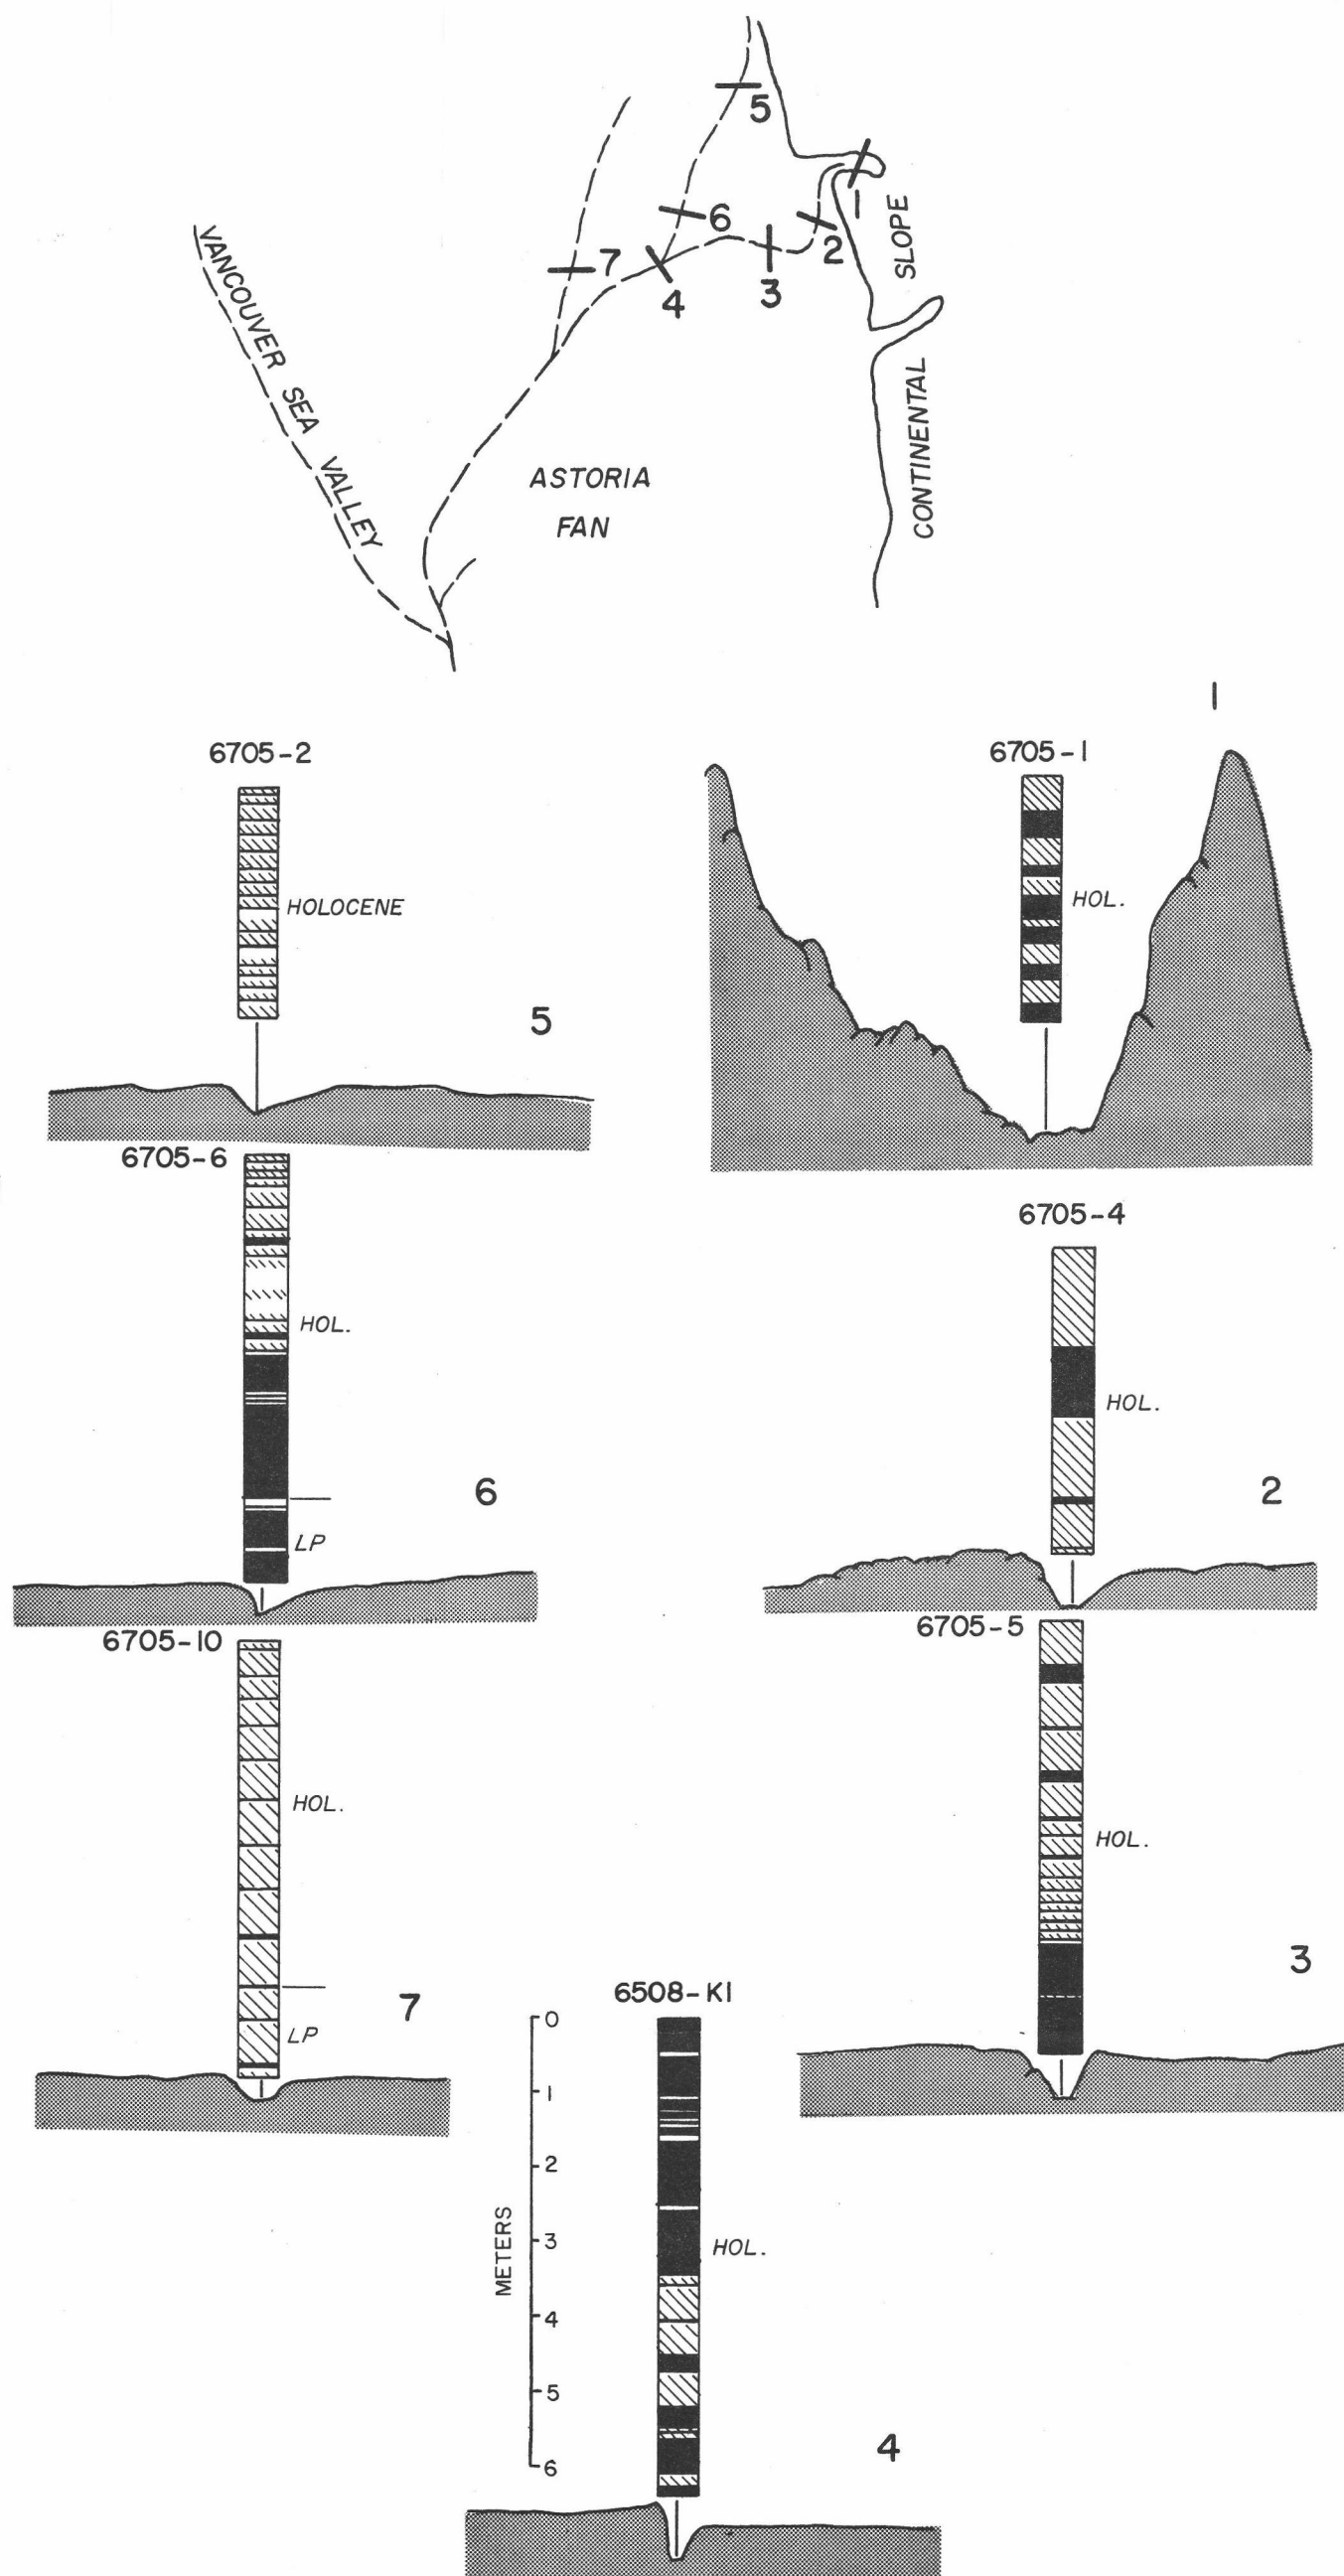 5
1
6
2
7
3
4
SLOPE
VANCOUVER SEA VALLEY
CONTINENTAL
ASTORIA
FAN
1
6705-2
6705-1
HOLOCENE
HOL.
5
6705-6
6705-4
HOL.
HOL.
6
2
LP
6705-10
6705-5
HOL.
HOL.
3
7
6508-K1
LP
0
1
2
3
4
5
6
METERS
HOL.
4